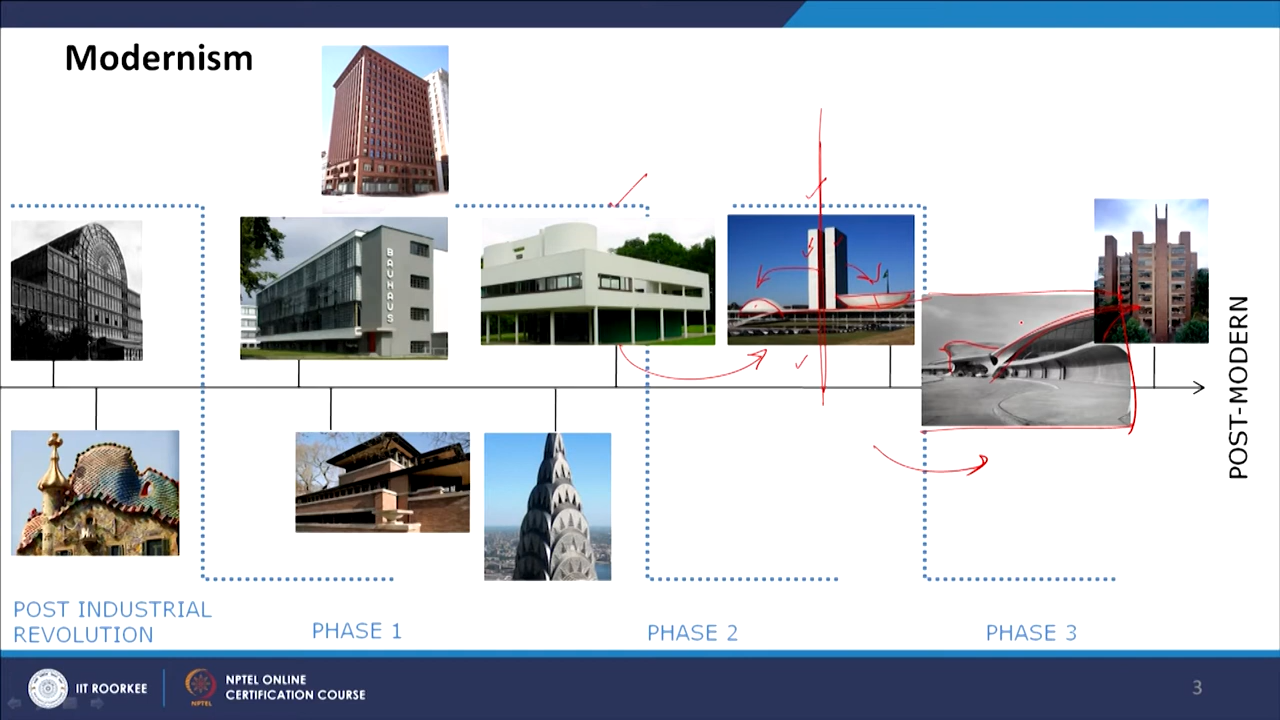 Modernism
BAUHAUS
POST-MODERN
POST INDUSTRIAL
REVOLUTION
PHASE 1
PHASE 2
PHASE 3
IIT ROORKEE
NPTEL
NPTEL ONLINE
CERTIFICATION COURSE
3